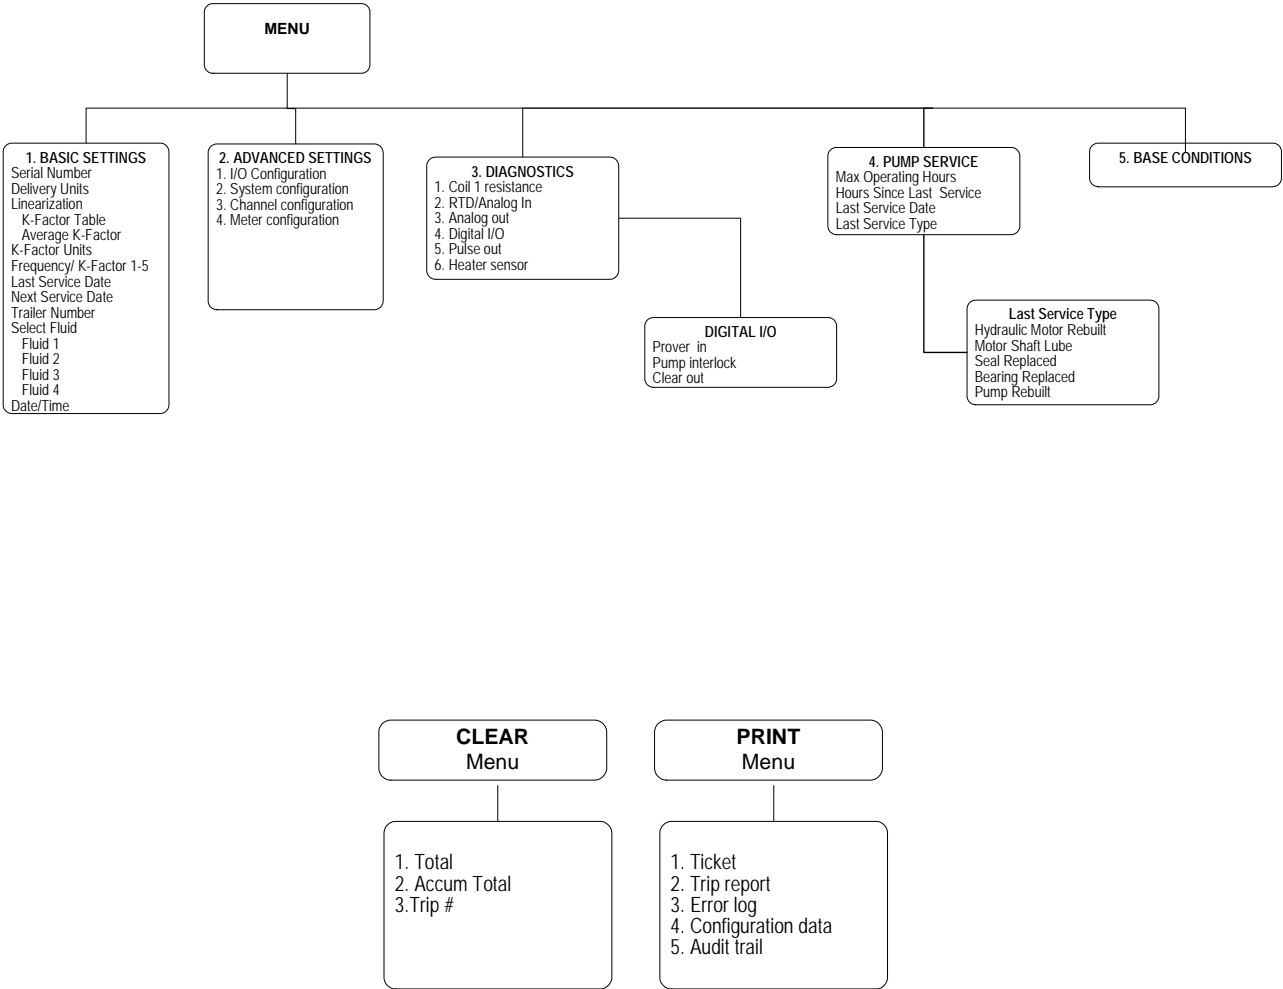 MENU
1. BASIC SETTINGS
Serial Number
Delivery Units
Linearization
K-Factor Table
Average K-Factor
K-Factor Units
Frequency/ K-Factor 1-5
Last Service Date
Next Service Date
Trailer Number
Select Fluid
Fluid 1
Fluid 2
Fluid 3
Fluid 4
Date/Time
2. ADVANCED SETTINGS
1. I/O Configuration
2. System configuration
3. Channel configuration
4. Meter configuration
3. DIAGNOSTICS
1. Coil 1 resistance
2. RTD/Analog In
3. Analog out
4. Digital I/O
5. Pulse out
6. Heater sensor
DIGITAL I/O
Prover in
Pump interlock
Clear out
4. PUMP SERVICE
Max Operating Hours
Hours Since Last Service
Last Service Date
Last Service Type
Last Service Type
Hydraulic Motor Rebuilt
Motor Shaft Lube
Seal Replaced
Bearing Replaced
Pump Rebuilt
5. BASE CONDITIONS
CLEAR
Menu
1. Total
2. Accum Total
3.Trip #
PRINT
Menu
1. Ticket
2. Trip report
3. Error log
4. Configuration data
5. Audit trail